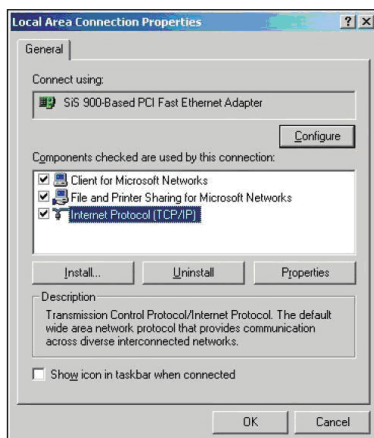 Local Area Connection Properties
General
Connect using:
SiS 900-Based PCI Fast Ethernet Adapter
Configure
Components checked are used by this connection:
Client for Microsoft Networks
File and Printer Sharing for Microsoft Networks
Internet Protocol (TCP/IP)
Install...
Uninstall
Properties
Description
Transmission Control Protocol/Internet Protocol. The default
wide area network protocol that provides communication
across diverse interconnected networks.
Show icon in taskbar when connected
OK
Cancel